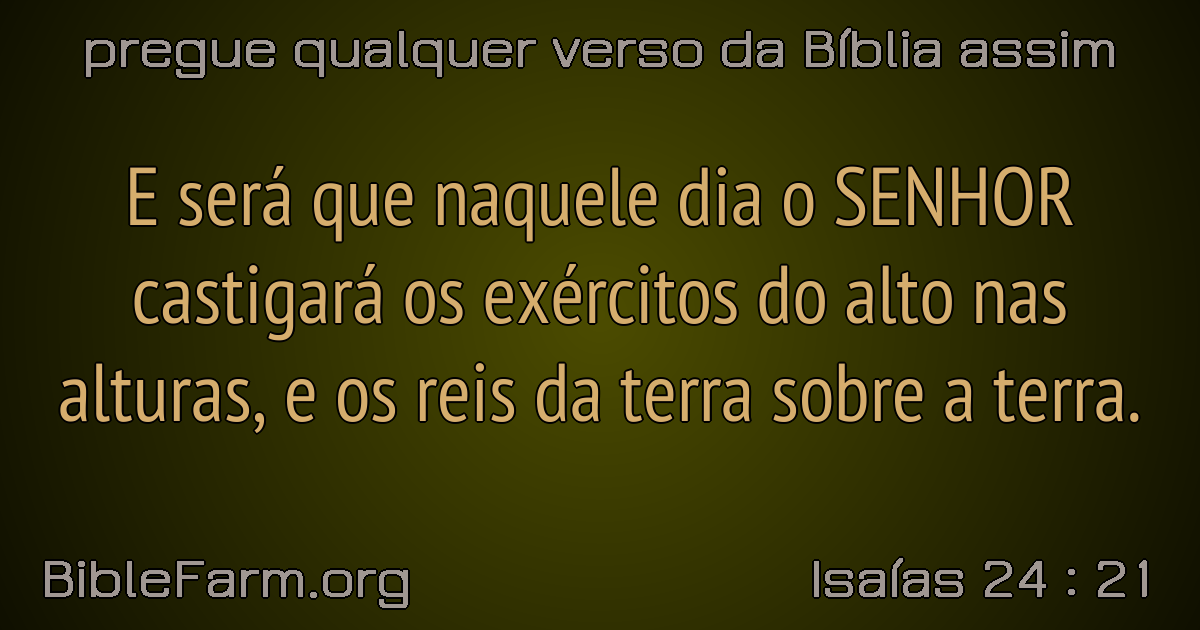 pregue qualquer verso da Bíblia assim
E será que naquele dia o SENHOR
castigará os exércitos do alto nas
alturas, e os reis da terra sobre a terra.
BibleFarm.org
Isaías 24 : 21